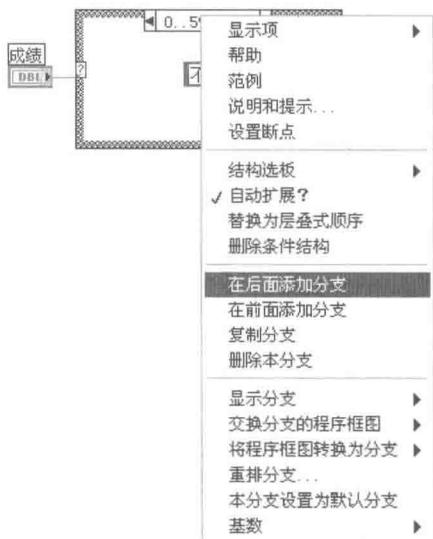 0..5
成绩
DBL
?
不
显示项
帮助
范例
说明和提示...
设置断点
结构选板
✓ 自动扩展?
替换为层叠式顺序
删除条件结构
在后面添加分支
在前面添加分支
复制分支
删除本分支
显示分支
交换分支的程序框图
将程序框图转换为分支
重排分支...
本分支设置为默认分支
基数